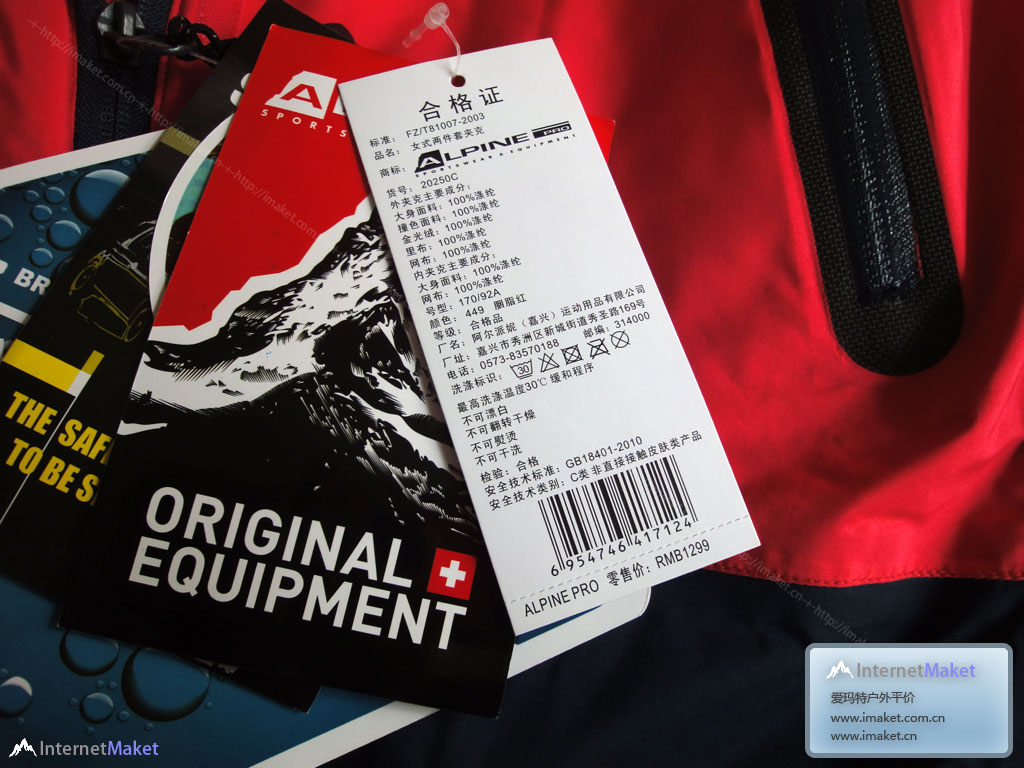 合格证
标准: FZ/T81007-2003
品名: 女式两件套夹克
商标: ALPINE PRO
SPORTSWEAR & EQUIPMENT
货号: 20250C
外夹克主要成分:
大身面料: 100%涤纶
撞色面料: 100%涤纶
金光绒: 100%涤纶
里布: 100%涤纶
网布: 100%涤纶
内夹克主要成分:
大身面料: 100%涤纶
网布: 100%涤纶
号型: 170/92A
颜色: 449 胭脂红
等级: 合格品
厂名: 阿尔派妮（嘉兴）运动用品有限公司
厂址: 嘉兴市秀洲区新城街道秀圣路169号
电话: 0573-83570188 邮编: 314000
洗涤标识: 30
最高洗涤温度30℃ 缓和程序
不可漂白
不可翻转干燥
不可熨烫
不可干洗
检验: 合格
安全技术标准: GB18401-2010
安全技术类别: C类 非直接接触皮肤类产品
6 954746 417124
ALPINE PRO 零售价: RMB1299
SPORTS
ORIGINAL
EQUIPMENT
BR
THE SAF
TO BE S
InternetMaket
InternetMaket
爱玛特户外平价
www.imaket.com.cn
www.imaket.cn